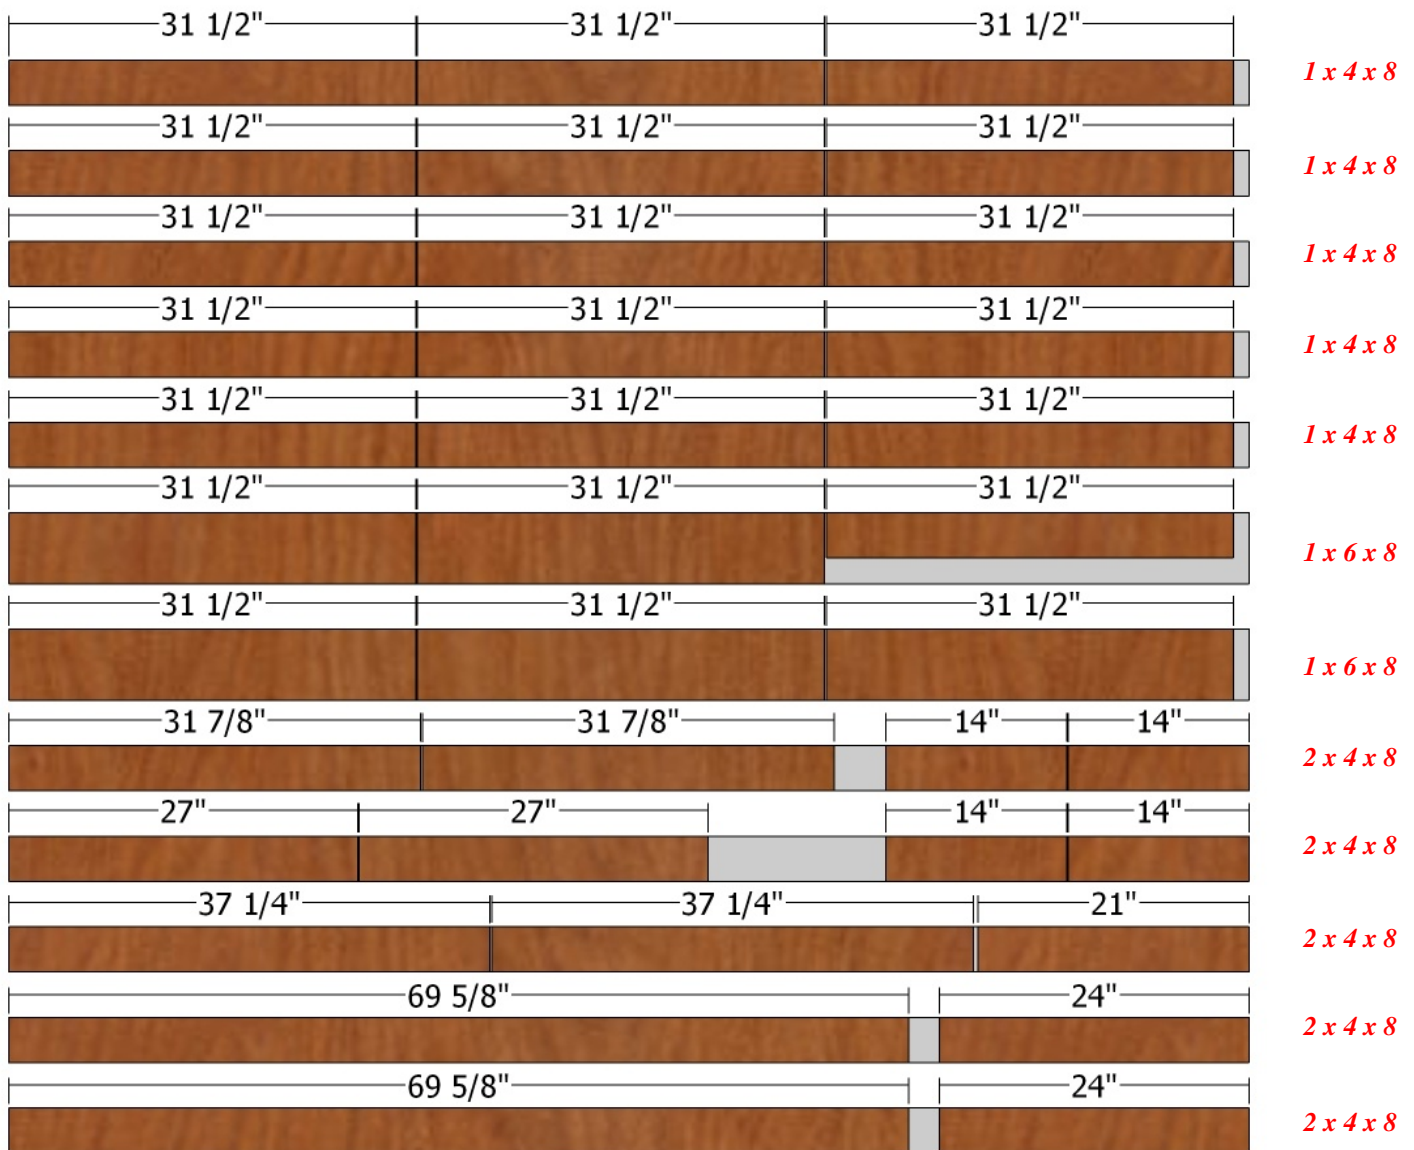 31 1/2" 31 1/2" 31 1/2"
1 x 4 x 8
31 1/2" 31 1/2" 31 1/2"
1 x 4 x 8
31 1/2" 31 1/2" 31 1/2"
1 x 4 x 8
31 1/2" 31 1/2" 31 1/2"
1 x 4 x 8
31 1/2" 31 1/2" 31 1/2"
1 x 4 x 8
31 1/2" 31 1/2" 31 1/2"
1 x 6 x 8
31 1/2" 31 1/2" 31 1/2"
1 x 6 x 8
31 7/8" 31 7/8" 14" 14"
2 x 4 x 8
27" 27" 14" 14"
2 x 4 x 8
37 1/4" 37 1/4" 21"
2 x 4 x 8
69 5/8" 24"
2 x 4 x 8
69 5/8" 24"
2 x 4 x 8